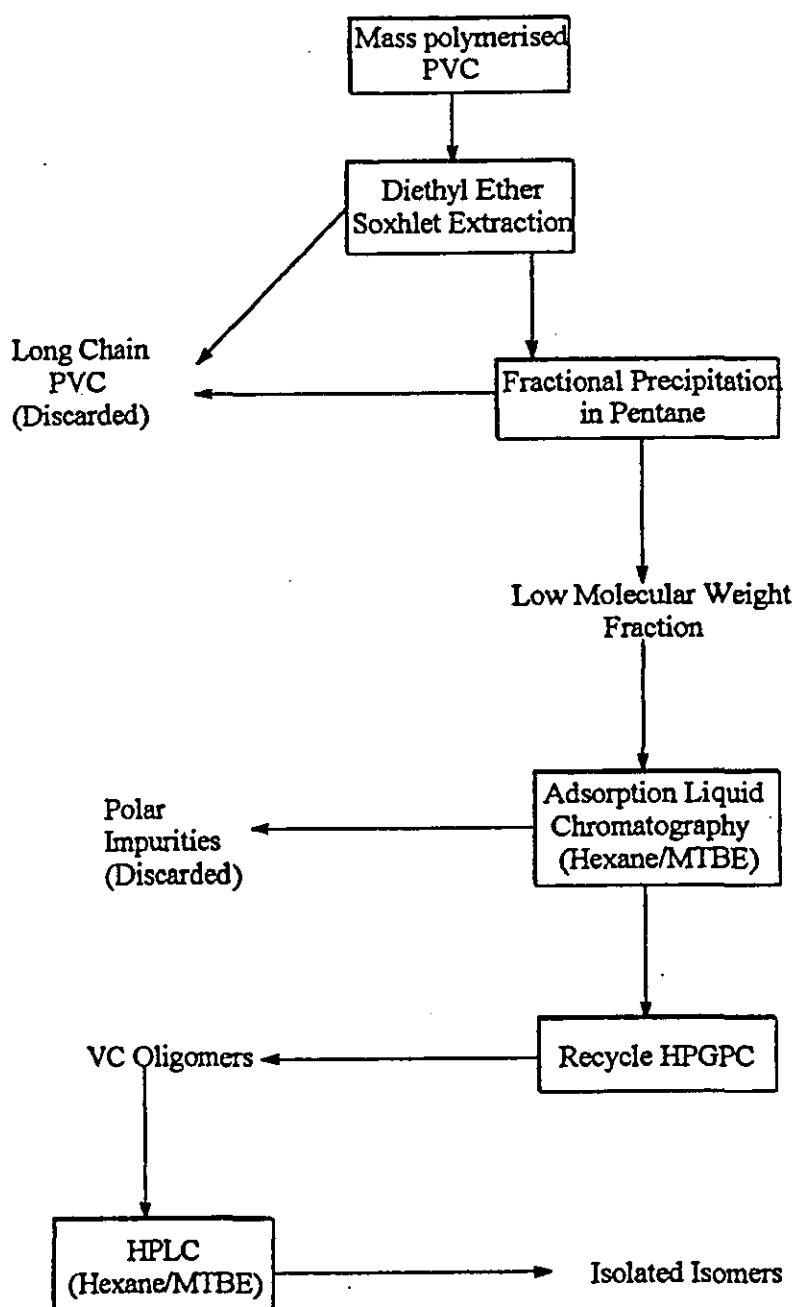 Mass polymerised
PVC
Diethyl Ether
Soxhlet Extraction
Long Chain
PVC
(Discarded)
Fractional Precipitation
in Pentane
Low Molecular Weight
Fraction
Adsorption Liquid
Chromatography
(Hexane/MTBE)
Polar
Impurities
(Discarded)
Recycle HPGPC
VC Oligomers
HPLC
(Hexane/MTBE)
Isolated Isomers